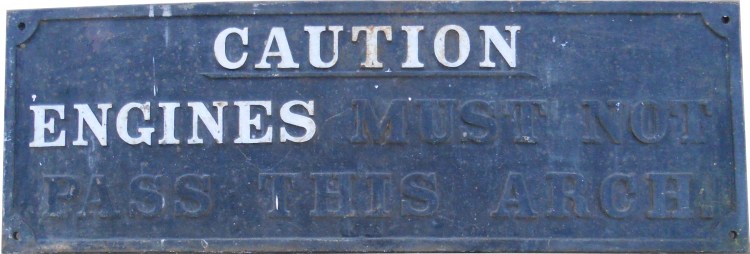 CAUTION
ENGINES MUST NOT
PASS THIS ARCH.